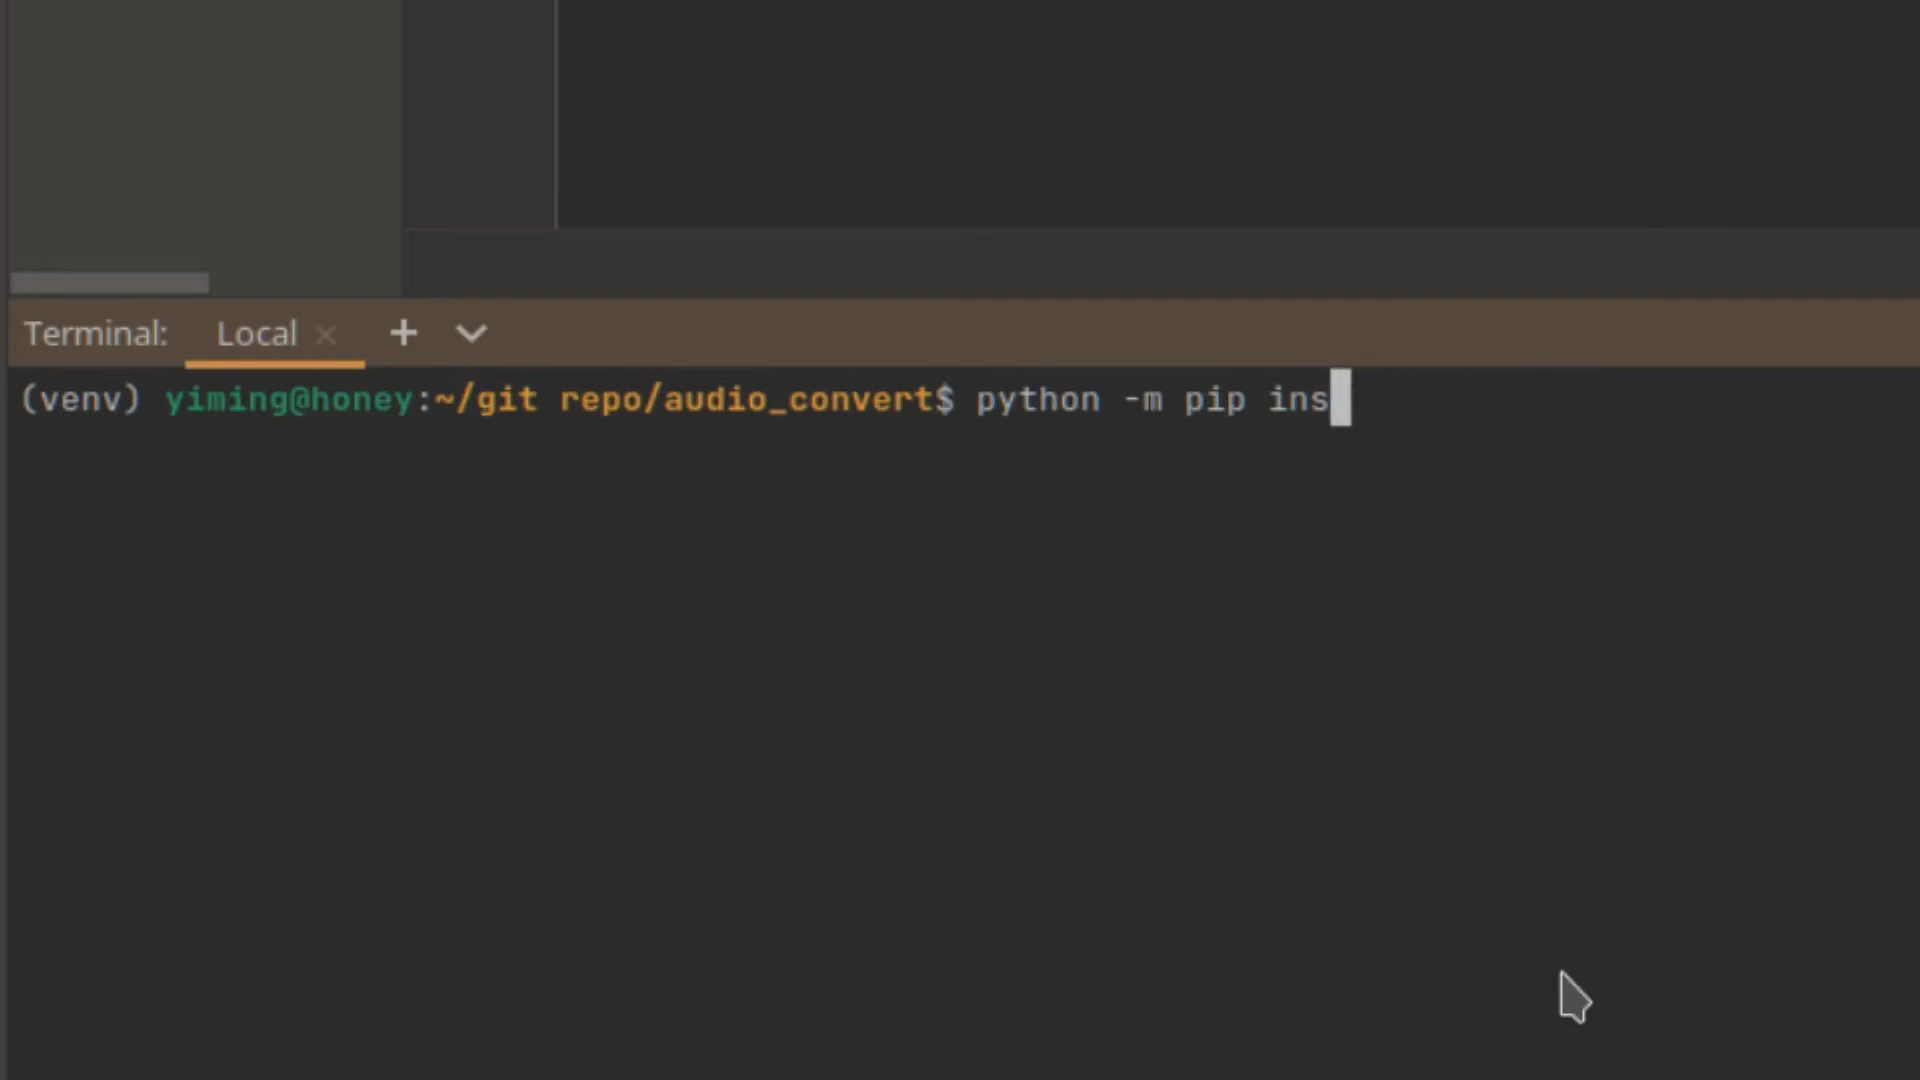 Terminal: Local
(venv) yiming@honey:~/git repo/audio_convert$ python -m pip ins